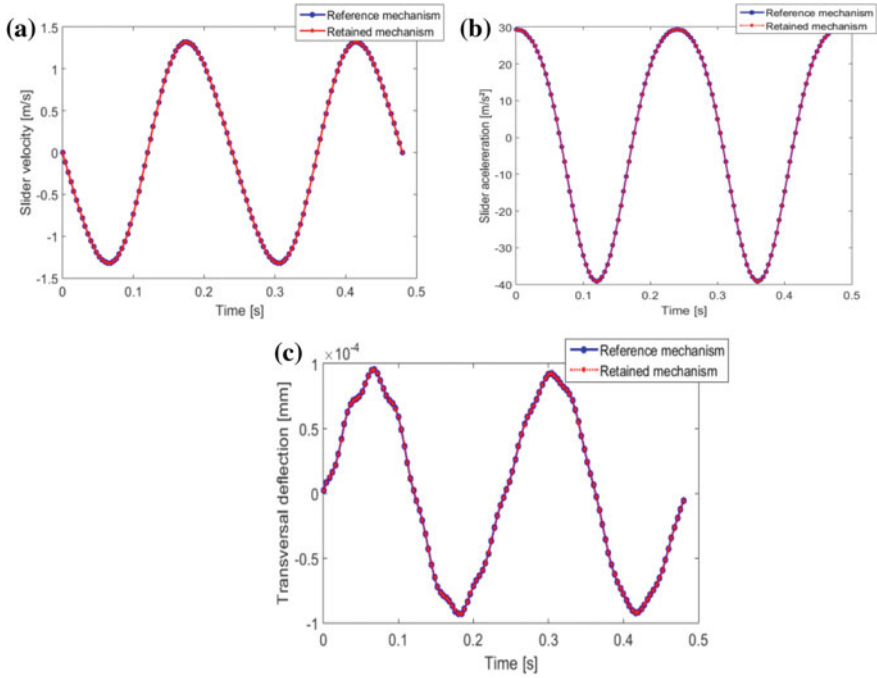 (a)
Reference mechanism
Retained mechanism
1.5
1
0.5
0
-0.5
-1
-1.5
Slider velocity [m/s]
0
0.1
0.2
0.3
0.4
0.5
Time [s]
(b)
Reference mechanism
Retained mechanism
30
20
10
0
-10
-20
-30
-40
Slider acelereration [m/s²]
0
0.1
0.2
0.3
0.4
0.5
Time [s]
(c)
×10⁻⁴
Reference mechanism
Retained mechanism
1
0.5
0
-0.5
-1
Transversal deflection [mm]
0
0.1
0.2
0.3
0.4
0.5
Time [s]